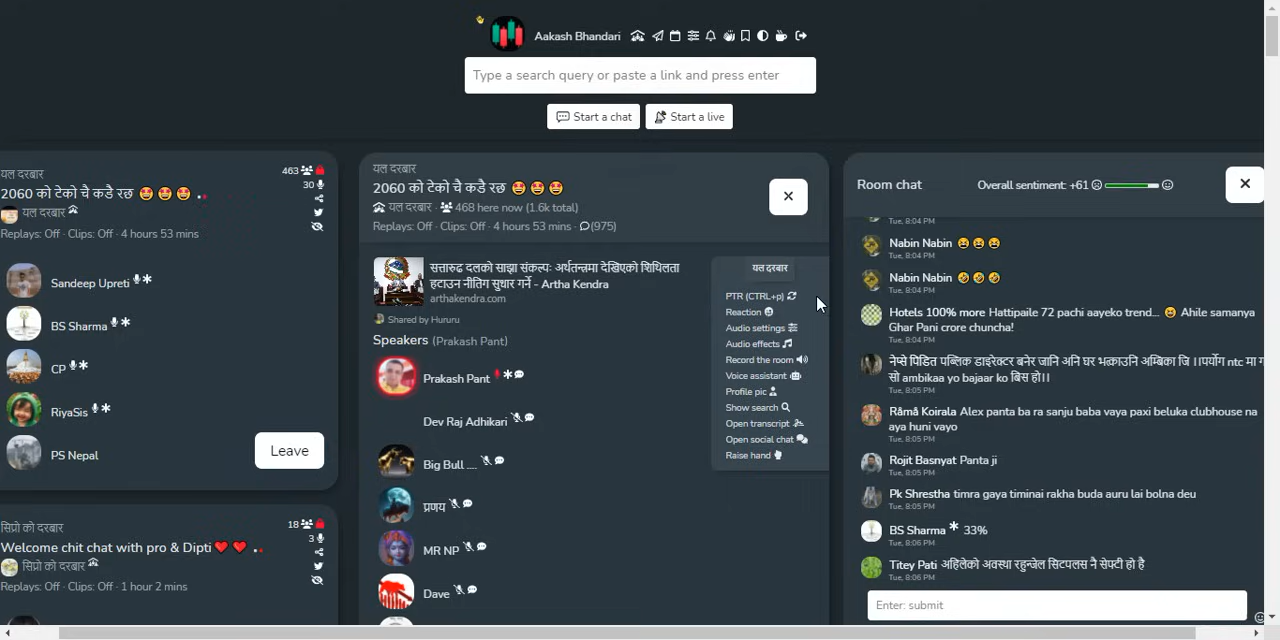 Aakash Bhandari
Type a search query or paste a link and press enter
Start a chat
Start a live
यल दरबार
463
2060 को टेको चै कडै रछ 🤩 🤩 🤩
30
यल दरबार
Replays: Off · Clips: Off · 4 hours 53 mins
Sandeep Upreti
BS Sharma
CP
RiyaSis
PS Nepal
Leave
सिप्रो को दरबार
18
Welcome chit chat with pro & Dipti❤️ ❤️
3
सिप्रो को दरबार
Replays: Off · Clips: Off · 1 hour 2 mins
यल दरबार
2060 को टेको चै कडै रछ 🤩 🤩 🤩
यल दरबार · 468 here now (1.6k total)
Replays: Off · Clips: Off · 4 hours 53 mins · (975)
सत्तारुढ दलको साझा संकल्पः अर्थतन्त्रमा देखिएको शिथिलता
हटाउन नीतिग सुधार गर्ने - Artha Kendra
arthakendra.com
Shared by Hururu
Speakers (Prakash Pant)
Prakash Pant
Dev Raj Adhikari
Big Bull ....
प्रणय
MR NP
Dave
यल दरबार
PTR (CTRL+p)
Reaction
Audio settings
Audio effects
Record the room
Voice assistant
Profile pic
Show search
Open transcript
Open social chat
Raise hand
Room chat
Overall sentiment: +61
Tue, 8:04 PM
Nabin Nabin 😆 😆 😆
Tue, 8:04 PM
Nabin Nabin 🤣 🤣 🤣
Tue, 8:04 PM
Hotels 100% more Hattipaile 72 pachi aayeko trend... 😆 Ahile samanya
Ghar Pani crore chuncha!
नेप्से पिडित पब्लिक डाइरेक्टर बनेर जानि अनि घर भत्काउनि अम्बिका जि ।।पर्योग ntc मा ग
सो ambikaa yo bajaar ko बिस हो।।
Tue, 8:05 PM
Råmå Koirala Alex panta ba ra sanju baba vaya paxi beluka clubhouse na
aya huni vayo
Tue, 8:05 PM
Rojit Basnyat Panta ji
Tue, 8:05 PM
Pk Shrestha timra gaya timinai rakha buda auru lai bolna deu
Tue, 8:05 PM
BS Sharma 33%
Tue, 8:06 PM
Titey Pati अहिलेको अवस्था रहुन्जेल सिटपलस नै सेफ्टी हो है
Tue, 8:06 PM
Enter: submit